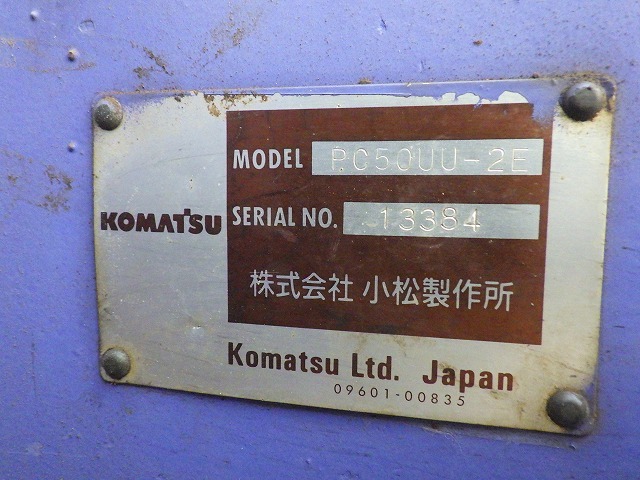 KOMATSU
MODEL PC50UU-2E
SERIAL NO. 13384
株式会社 小松製作所
Komatsu Ltd. Japan
09601-00835